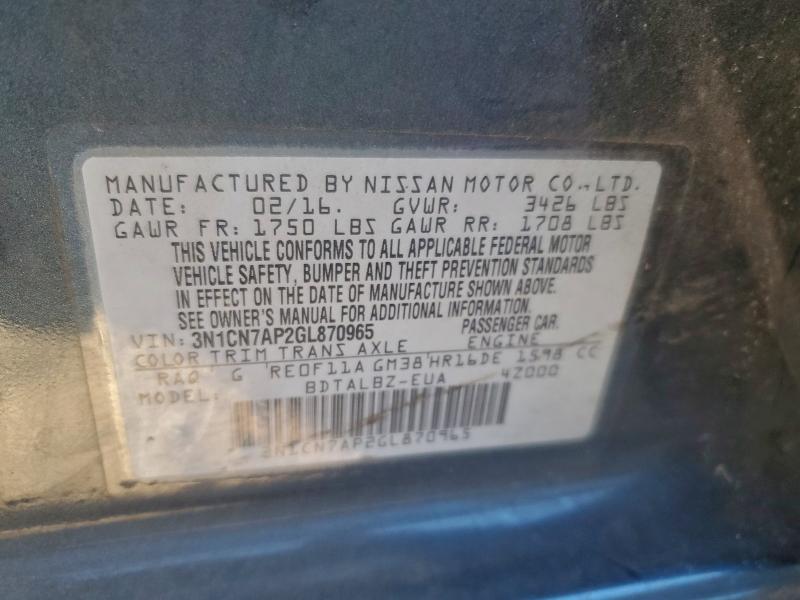 MANUFACTURED BY NISSAN MOTOR CO., LTD.
DATE: 02/16. GVWR: 3426 LBS
GAWR FR: 1750 LBS GAWR RR: 1708 LBS
THIS VEHICLE CONFORMS TO ALL APPLICABLE FEDERAL MOTOR
VEHICLE SAFETY, BUMPER AND THEFT PREVENTION STANDARDS
IN EFFECT ON THE DATE OF MANUFACTURE SHOWN ABOVE.
SEE OWNER'S MANUAL FOR ADDITIONAL INFORMATION.
VIN: 3N1CN7AP2GL870965 PASSENGER CAR.
COLOR TRIM TRANS AXLE ENGINE
RAQ G RE0F11A GM38 HR16DE 1598 CC
MODEL: BDTALBZ-EUA 4Z000
3N1CN7AP2GL870965